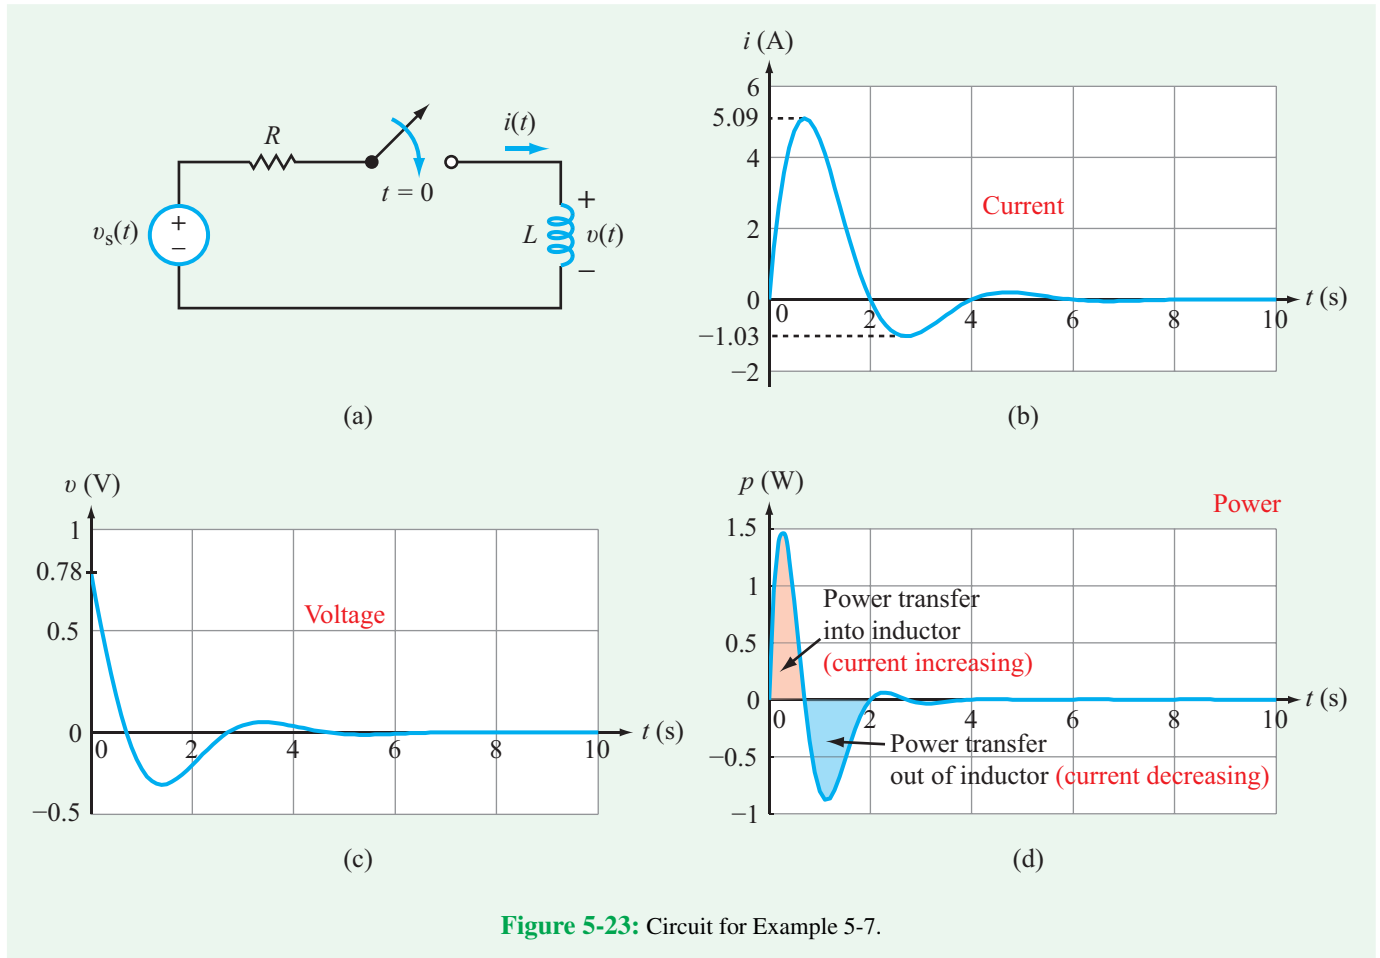 R
t = 0
i(t)
υs(t)
+
−
L
+
υ(t)
−
(a)
i (A)
6
5.09
4
2
0
−1.03
−2
Current
0
2
4
6
8
10
t (s)
(b)
υ (V)
1
0.78
0.5
0
−0.5
Voltage
0
2
4
6
8
10
t (s)
(c)
p (W)
Power
1.5
1
0.5
0
−0.5
−1
Power transfer
into inductor
(current increasing)
0
2
4
6
8
10
t (s)
Power transfer
out of inductor (current decreasing)
(d)
Figure 5-23: Circuit for Example 5-7.